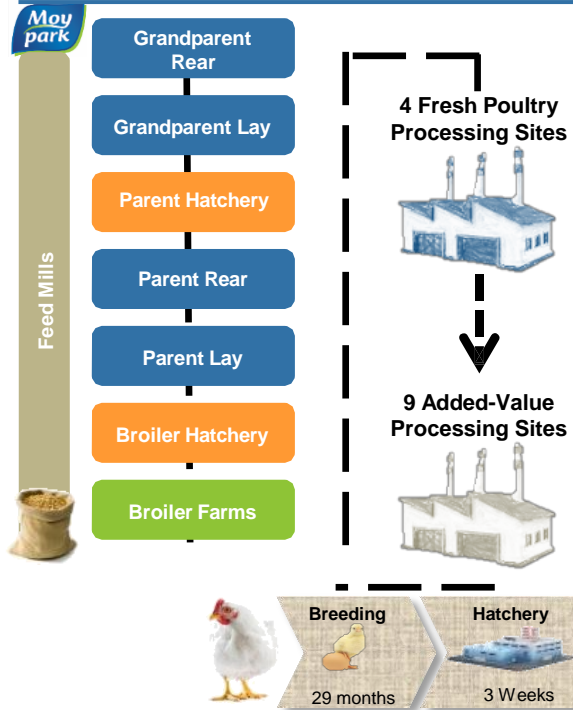 Moy
park
Grandparent
Rear
Grandparent Lay
Parent Hatchery
Parent Rear
Parent Lay
Broiler Hatchery
Broiler Farms
Feed Mills
4 Fresh Poultry
Processing Sites
9 Added-Value
Processing Sites
Breeding
29 months
Hatchery
3 Weeks